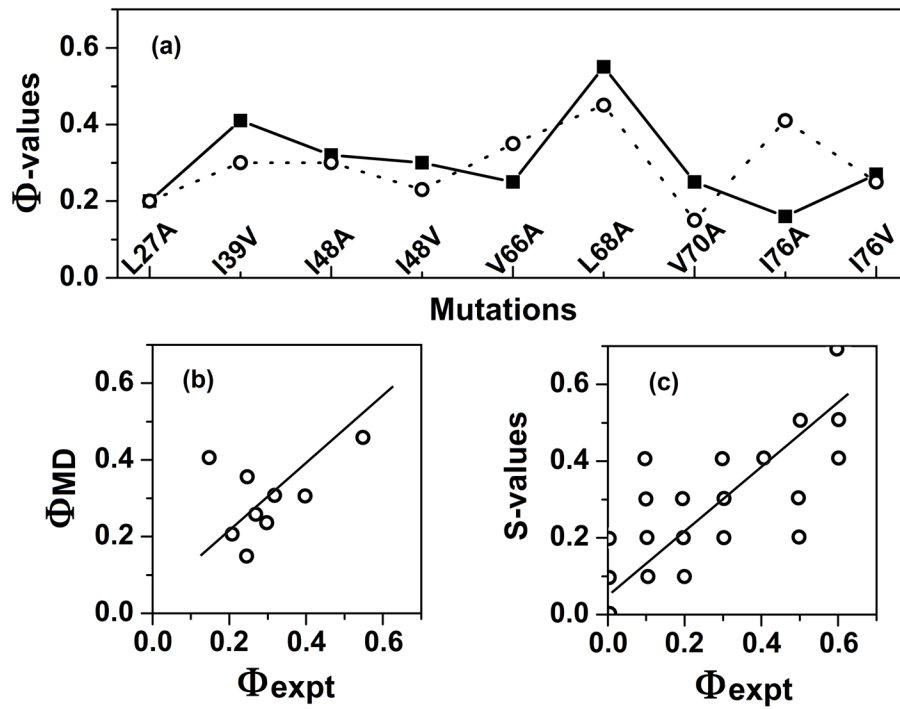 (a)
Φ-values
0.6
0.4
0.2
0.0
L27A I39V I48A I48V V66A L68A V70A I76A I76V
Mutations
(b)
ΦMD
0.6
0.4
0.2
0.0
0.0 0.2 0.4 0.6
Φexpt
(c)
S-values
0.6
0.4
0.2
0.0
0.0 0.2 0.4 0.6
Φexpt